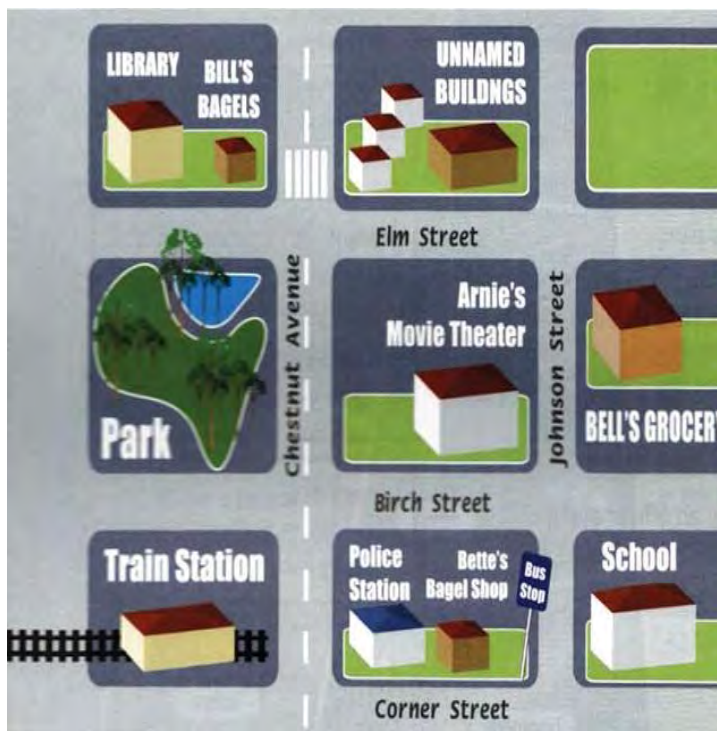 LIBRARY
BILL'S
BAGELS
UNNAMED
BUILDNGS
Elm Street
Chestnut Avenue
Arnie's
Movie Theater
Johnson Street
Park
BELL'S GROCERY
Birch Street
Train Station
Police
Station
Bette's
Bagel Shop
Bus
Stop
School
Corner Street